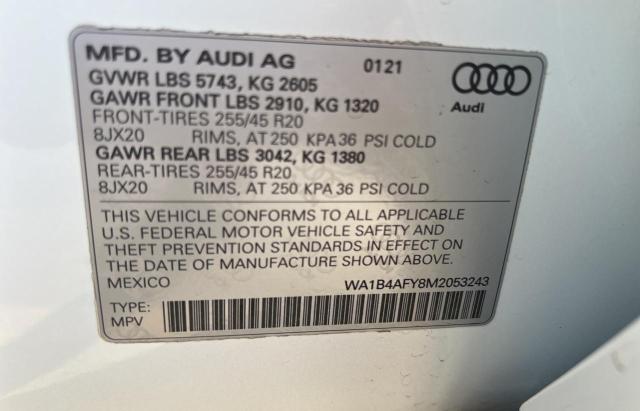 MFD. BY AUDI AG 0121
GVWR LBS 5743, KG 2605
GAWR FRONT LBS 2910, KG 1320
Audi
FRONT-TIRES 255/45 R20
8JX20 RIMS, AT 250 KPA 36 PSI COLD
GAWR REAR LBS 3042, KG 1380
REAR-TIRES 255/45 R20
8JX20 RIMS, AT 250 KPA 36 PSI COLD
THIS VEHICLE CONFORMS TO ALL APPLICABLE
U.S. FEDERAL MOTOR VEHICLE SAFETY AND
THEFT PREVENTION STANDARDS IN EFFECT ON
THE DATE OF MANUFACTURE SHOWN ABOVE.
MEXICO WA1B4AFY8M2053243
TYPE:
MPV